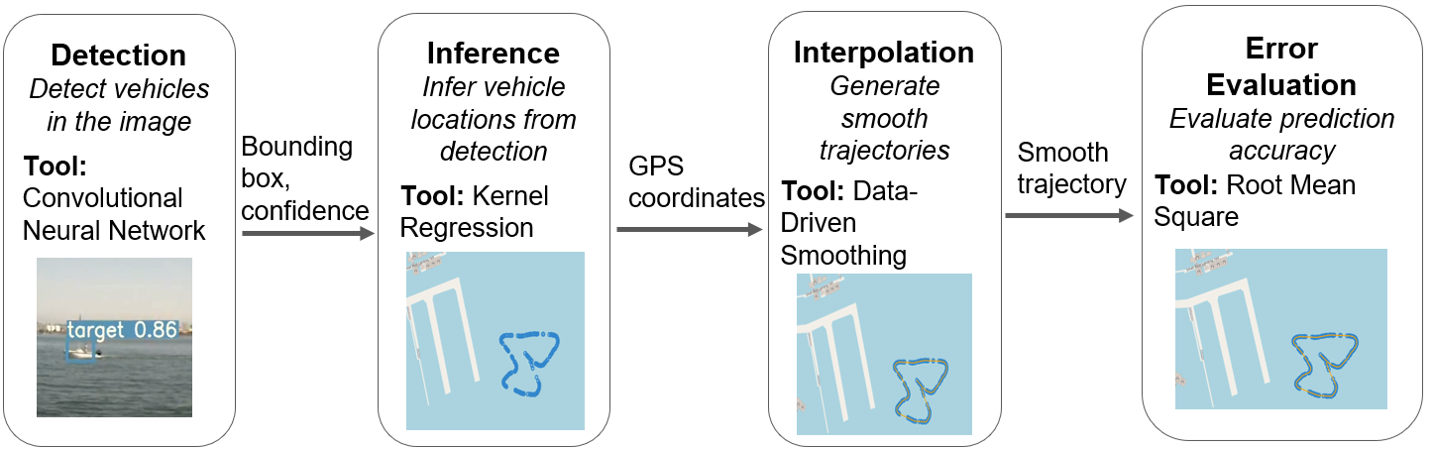 Detection
Detect vehicles
in the image
Tool:
Convolutional
Neural Network
target 0.86
Bounding
box,
confidence
Inference
Infer vehicle
locations from
detection
Tool: Kernel
Regression
GPS
coordinates
Interpolation
Generate
smooth
trajectories
Tool: Data-
Driven
Smoothing
Smooth
trajectory
Error
Evaluation
Evaluate prediction
accuracy
Tool: Root Mean
Square